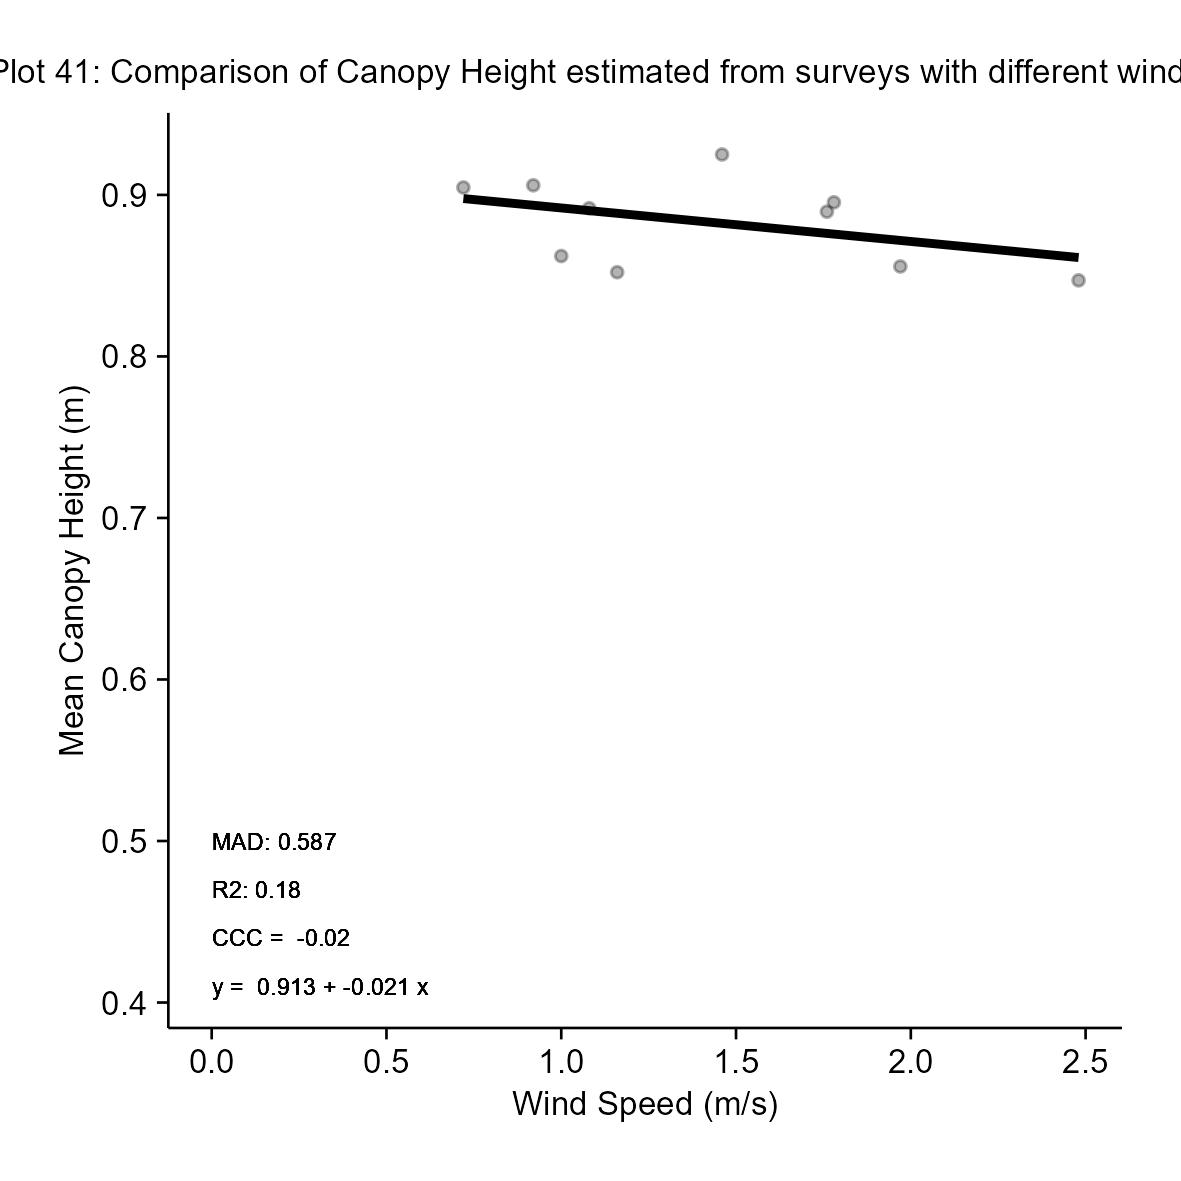 Plot 41: Comparison of Canopy Height estimated from surveys with different wind
0.9
0.8
0.7
0.6
0.5
0.4
Mean Canopy Height (m)
MAD: 0.587
R2: 0.18
CCC =  -0.02
y =  0.913 + -0.021 x
0.0 0.5 1.0 1.5 2.0 2.5
Wind Speed (m/s)